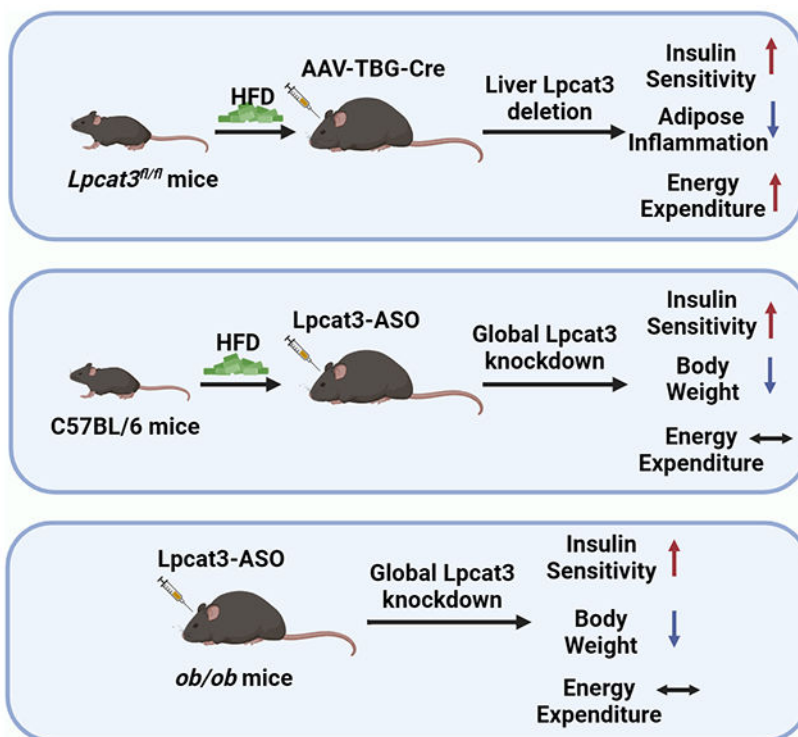 AAV-TBG-Cre
HFD
Lpcat3fl/fl mice
Liver Lpcat3
deletion
Insulin
Sensitivity
Adipose
Inflammation
Energy
Expenditure
Lpcat3-ASO
HFD
C57BL/6 mice
Global Lpcat3
knockdown
Insulin
Sensitivity
Body
Weight
Energy
Expenditure
Lpcat3-ASO
ob/ob mice
Global Lpcat3
knockdown
Insulin
Sensitivity
Body
Weight
Energy
Expenditure